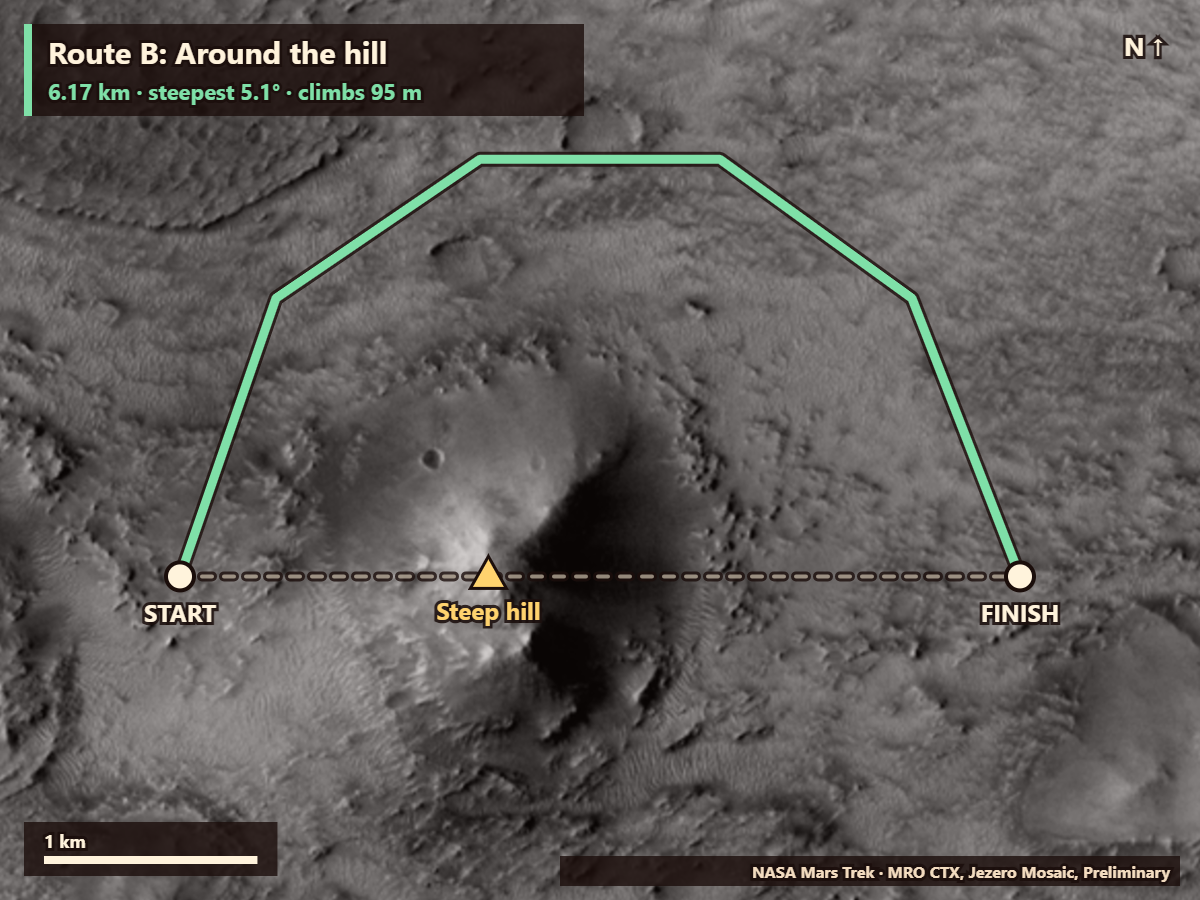 Route B: Around the hill
6.17 km · steepest 5.1° · climbs 95 m
N↑
START
Steep hill
FINISH
1 km
NASA Mars Trek · MRO CTX, Jezero Mosaic, Preliminary